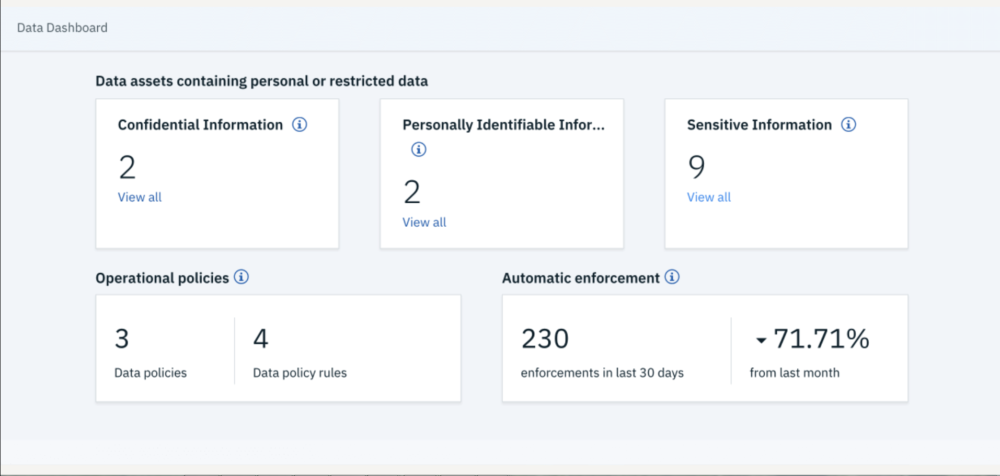 Data Dashboard
Data assets containing personal or restricted data
Confidential Information
2
View all
Personally Identifiable Infor...
2
View all
Sensitive Information
9
View all
Operational policies
3
Data policies
4
Data policy rules
Automatic enforcement
230
enforcements in last 30 days
71.71%
from last month